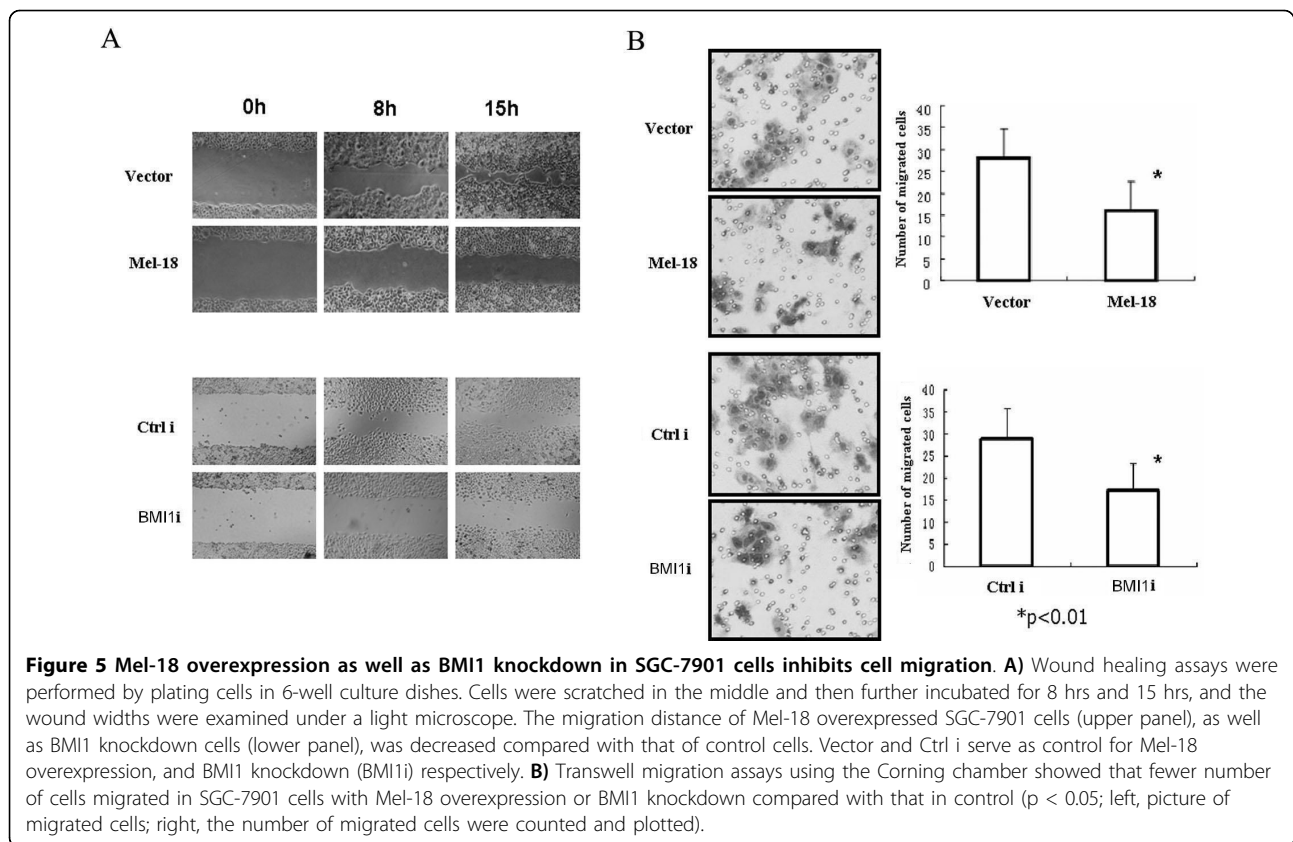 A
0h 8h 15h
Vector
Mel-18
Ctrl i
BMI1i
B
Vector
Mel-18
Ctrl i
BMI1i
Number of migrated cells
40
35
30
25
20
15
10
5
0
*
Vector Mel-18
Number of migrated cells
40
35
30
25
20
15
10
5
0
*
Ctrl i BMI1i
*p<0.01
Figure 5 Mel-18 overexpression as well as BMI1 knockdown in SGC-7901 cells inhibits cell migration. A) Wound healing assays were
performed by plating cells in 6-well culture dishes. Cells were scratched in the middle and then further incubated for 8 hrs and 15 hrs, and the
wound widths were examined under a light microscope. The migration distance of Mel-18 overexpressed SGC-7901 cells (upper panel), as well
as BMI1 knockdown cells (lower panel), was decreased compared with that of control cells. Vector and Ctrl i serve as control for Mel-18
overexpression, and BMI1 knockdown (BMI1i) respectively. B) Transwell migration assays using the Corning chamber showed that fewer number
of cells migrated in SGC-7901 cells with Mel-18 overexpression or BMI1 knockdown compared with that in control (p < 0.05; left, picture of
migrated cells; right, the number of migrated cells were counted and plotted).